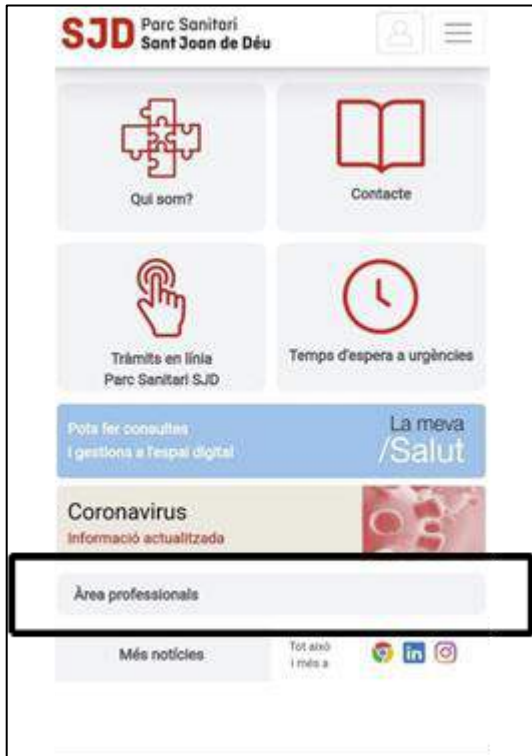 SJD Parc Sanitari
Sant Joan de Déu
Qui som?
Contacte
Tràmits en línia
Parc Sanitari SJD
Temps d'espera a urgències
Pots fer consultes
i gestions a l'espai digital
La meva
/Salut
Coronavirus
Informació actualitzada
Àrea professionals
Més notícies
Tot això
i més a